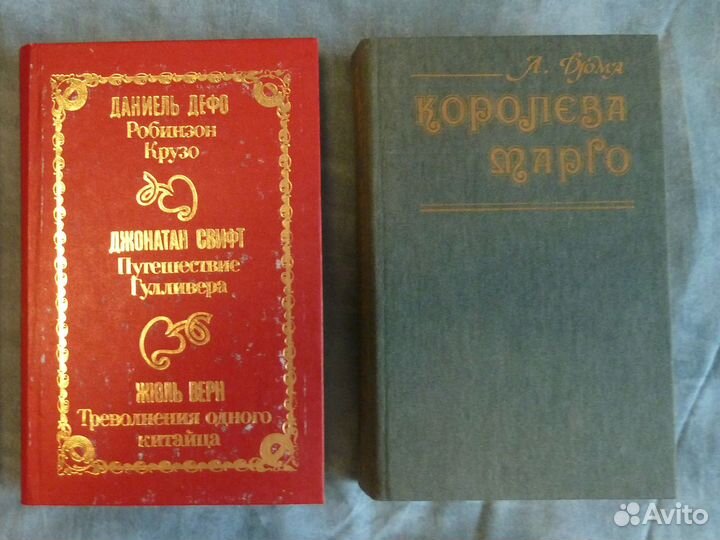 ДАНИЕЛЬ ДЕФО
Робинзон
Крузо
ДЖОНАТАН СВИФТ
Путешествие
Гулливера
ЖЮЛЬ ВЕРН
Треволнения одного
китайца
А. Дюма
КОРОЛЕВА
МАРГО
Avito